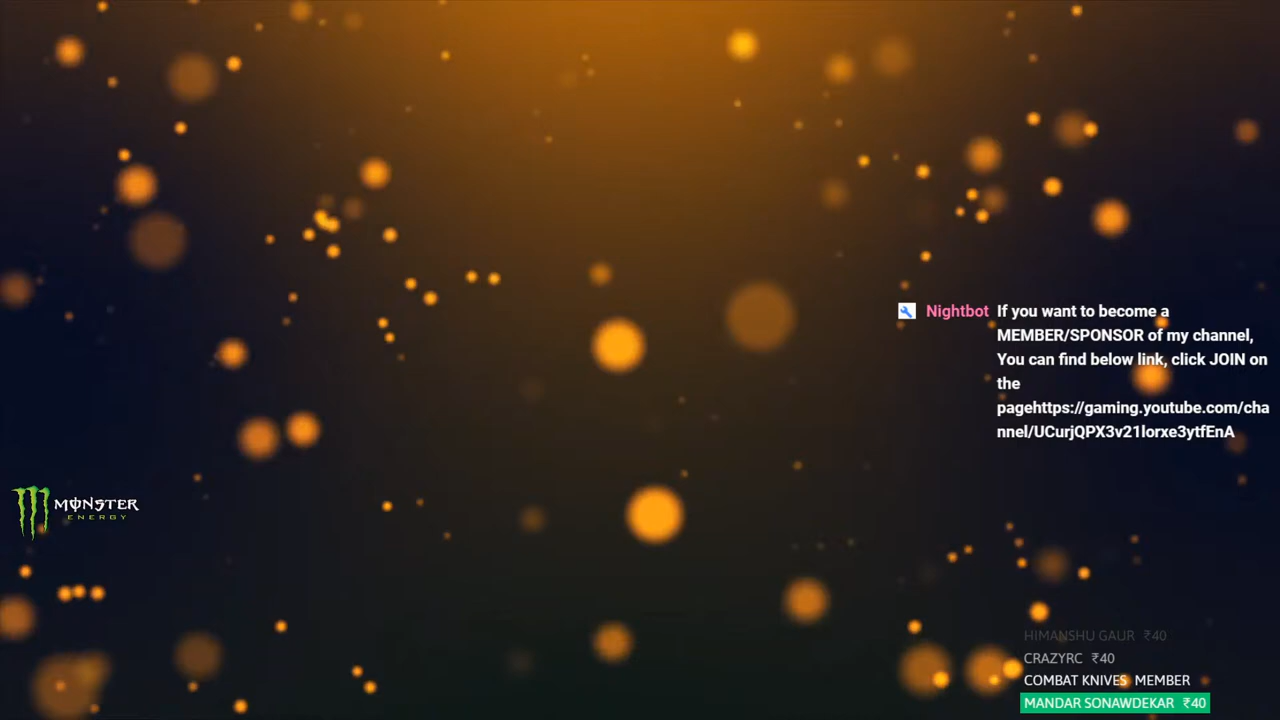 Nightbot If you want to become a
MEMBER/SPONSOR of my channel,
You can find below link, click JOIN on
the
pagehttps://gaming.youtube.com/cha
nnel/UCurjQPX3v21lorxe3ytfEnA
MONSTER
ENERGY
HIMANSHU GAUR ₹40
CRAZYRC ₹40
COMBAT KNIVES MEMBER
MANDAR SONAWDEKAR ₹40